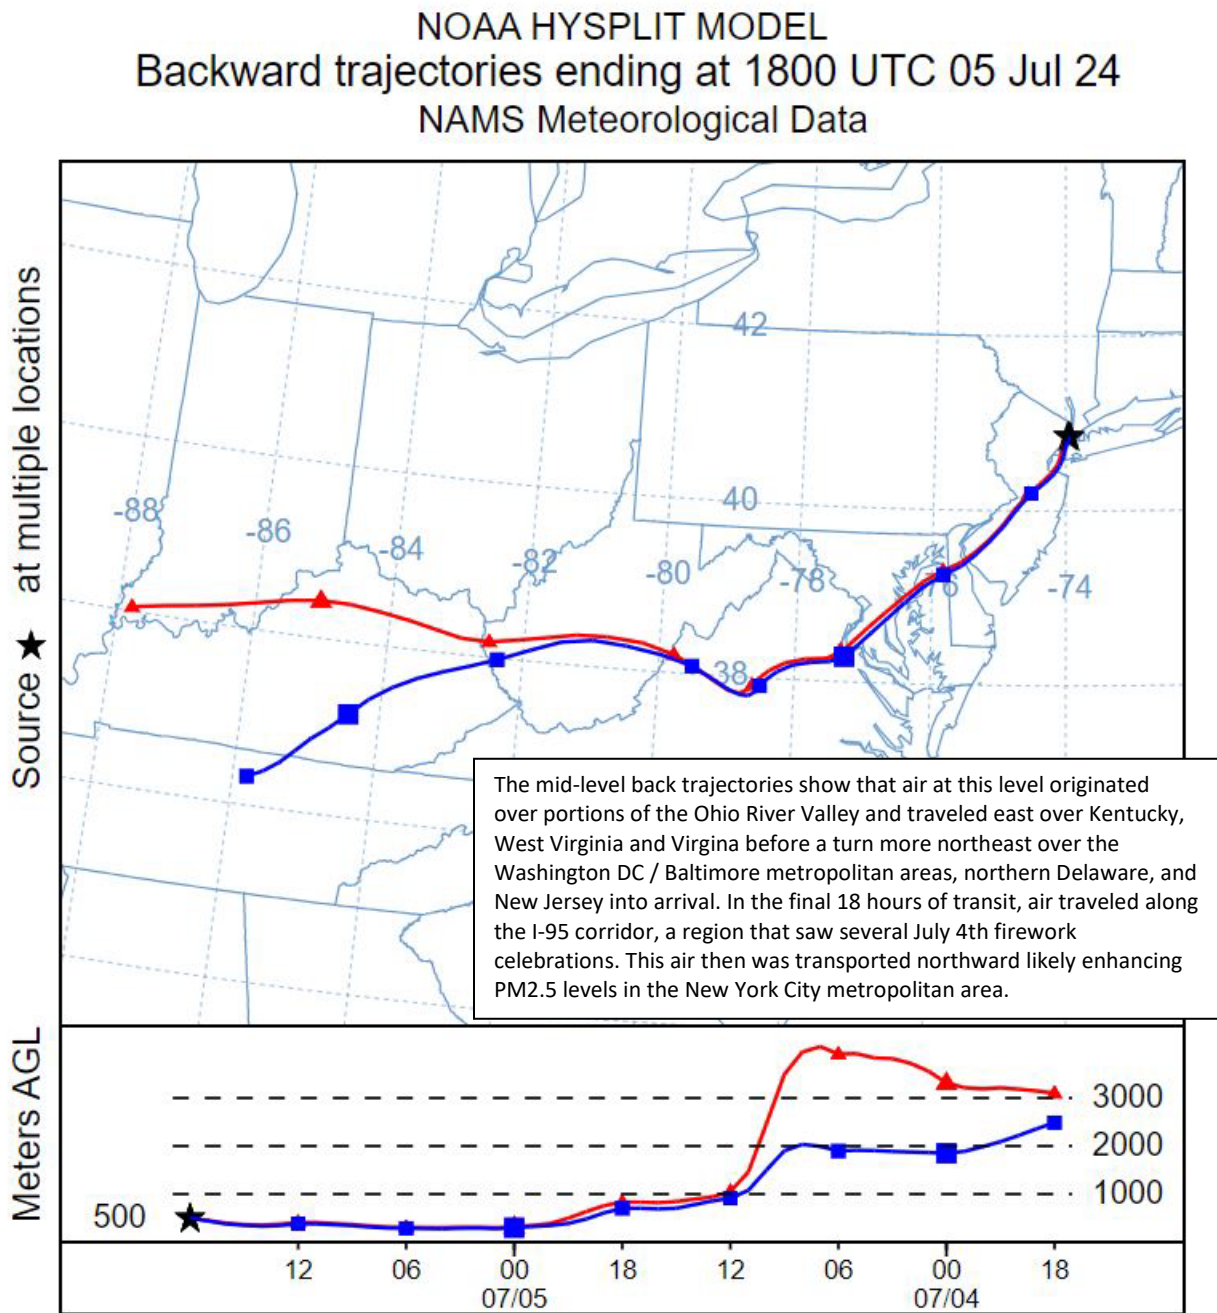 NOAA HYSPLIT MODEL
Backward trajectories ending at 1800 UTC 05 Jul 24
NAMS Meteorological Data
Source ★ at multiple locations
42
40
38
-88
-86
-84
-82
-80
-78
-76
-74
The mid-level back trajectories show that air at this level originated
over portions of the Ohio River Valley and traveled east over Kentucky,
West Virginia and Virgina before a turn more northeast over the
Washington DC / Baltimore metropolitan areas, northern Delaware, and
New Jersey into arrival. In the final 18 hours of transit, air traveled along
the I-95 corridor, a region that saw several July 4th firework
celebrations. This air then was transported northward likely enhancing
PM2.5 levels in the New York City metropolitan area.
Meters AGL
500
3000
2000
1000
12 06 00 18 12 06 00 18
07/05 07/04